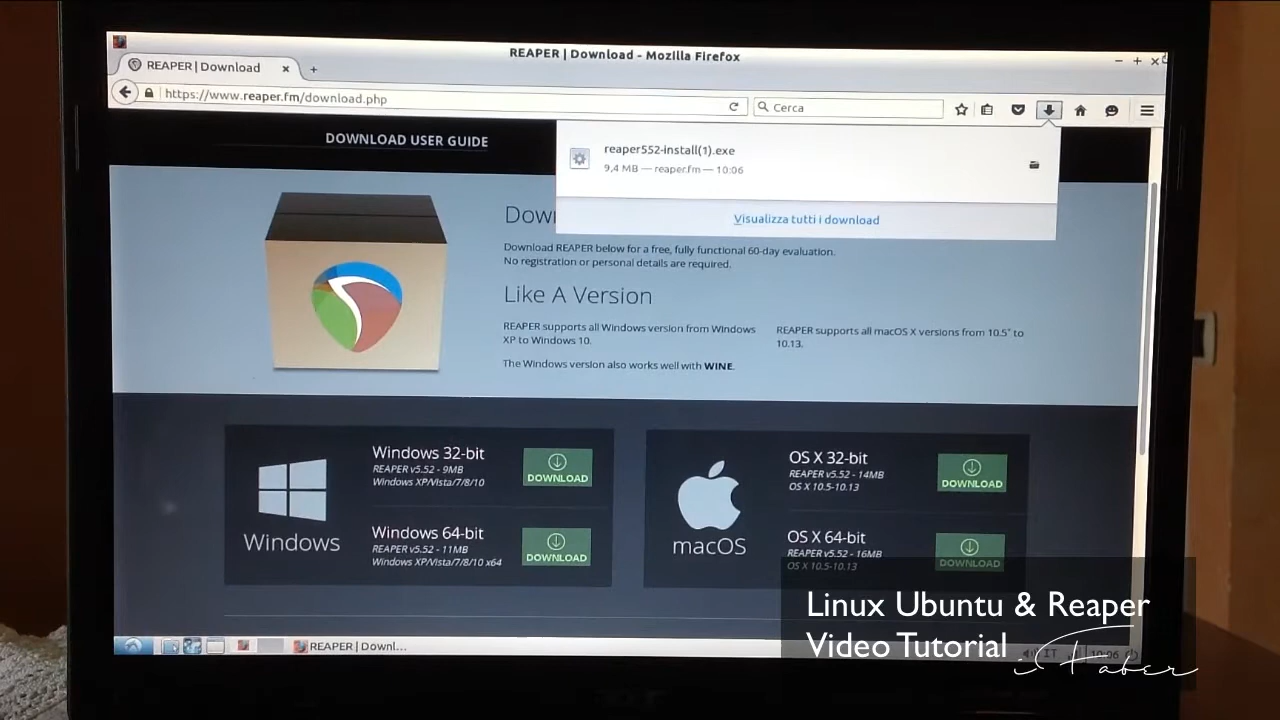 REAPER | Download - Mozilla Firefox
REAPER | Download
https://www.reaper.fm/download.php
Cerca
DOWNLOAD USER GUIDE
reaper552-install(1).exe
9,4 MB — reaper.fm — 10:06
Visualizza tutti i download
Download REAPER below for a free, fully functional 60-day evaluation.
No registration or personal details are required.
Like A Version
REAPER supports all Windows version from Windows
XP to Windows 10.
The Windows version also works well with WINE.
REAPER supports all macOS X versions from 10.5* to
10.13.
Windows
Windows 32-bit
REAPER v5.52 - 9MB
Windows XP/Vista/7/8/10
DOWNLOAD
Windows 64-bit
REAPER v5.52 - 11MB
Windows XP/Vista/7/8/10 x64
DOWNLOAD
macOS
OS X 32-bit
REAPER v5.52 - 14MB
OS X 10.5-10.13
DOWNLOAD
OS X 64-bit
REAPER v5.52 - 16MB
OS X 10.5-10.13
DOWNLOAD
Linux Ubuntu & Reaper
Video Tutorial
iFaber
REAPER | Downl...
IT
10:06